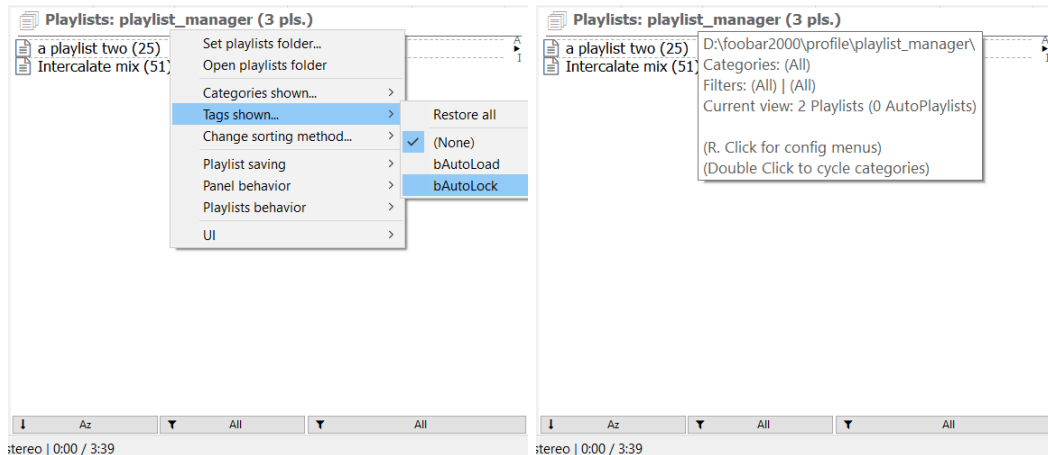 Playlists: playlist_manager (3 pls.)
a playlist two (25)
Intercalate mix (51)
A
I
Set playlists folder...
Open playlists folder
Categories shown...
Tags shown...
Change sorting method...
Playlist saving
Panel behavior
Playlists behavior
UI
Restore all
(None)
bAutoLoad
bAutoLock
Az
All
All
stereo | 0:00 / 3:39
Playlists: playlist_manager (3 pls.)
a playlist two (25)
Intercalate mix (51)
A
I
D:\foobar2000\profile\playlist_manager\
Categories: (All)
Filters: (All) | (All)
Current view: 2 Playlists (0 AutoPlaylists)
(R. Click for config menus)
(Double Click to cycle categories)
Az
All
All
stereo | 0:00 / 3:39